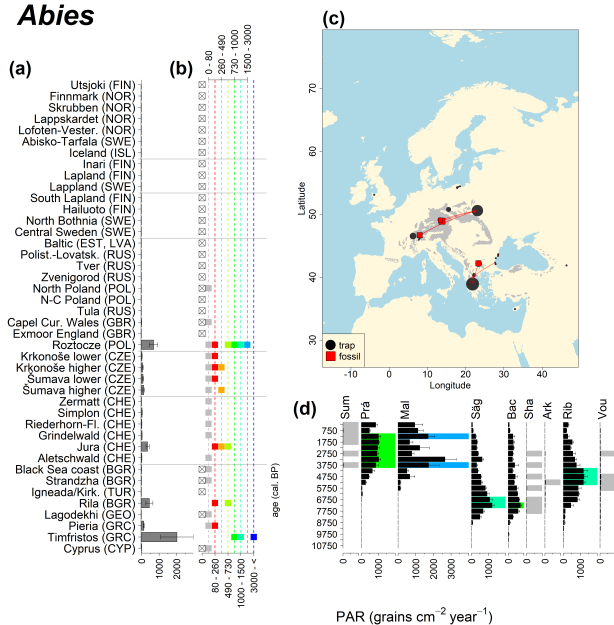 Abies
(a)
(b)
(c)
0 - 80
260 - 490
730 - 1000
1500 - 3000
Utsjoki (FIN)
Finnmark (NOR)
Skrubben (NOR)
Lappskardet (NOR)
Lofoten-Vester. (NOR)
Abisko-Tarfala (SWE)
Iceland (ISL)
Inari (FIN)
Lapland (FIN)
Lappland (SWE)
South Lapland (FIN)
Hailuoto (FIN)
North Bothnia (SWE)
Central Sweden (SWE)
Baltic (EST, LVA)
Polist.-Lovatsk. (RUS)
Tver (RUS)
Zvenigorod (RUS)
North Poland (POL)
N-C Poland (POL)
Tula (RUS)
Capel Cur. Wales (GBR)
Exmoor England (GBR)
Roztocze (POL)
Krkonoše lower (CZE)
Krkonoše higher (CZE)
Šumava lower (CZE)
Šumava higher (CZE)
Zermatt (CHE)
Simplon (CHE)
Riederhorn-Fl. (CHE)
Grindelwald (CHE)
Jura (CHE)
Aletschwald (CHE)
Black Sea coast (BGR)
Strandzha (BGR)
Igneada/Kirk. (TUR)
Rila (BGR)
Lagodekhi (GEO)
Pieria (GRC)
Timfristos (GRC)
Cyprus (CYP)
0
1000
2000
80 - 260
490 - 730
1000 - 1500
3000 - <
age (cal. BP)
Latitude
70
60
50
40
30
trap
fossil
0 20 40
Longitude
(d)
Sum
Prá
Mal
Säg
Bac
Sha
Ark
Rib
Vou
750
1750
2750
3750
4750
5750
6750
7750
8750
9750
10750
0
0
1000
0
1000
2000
3000
0
1000
0
1000
0
0
0
1000
0
PAR (grains cm−2 year−1)